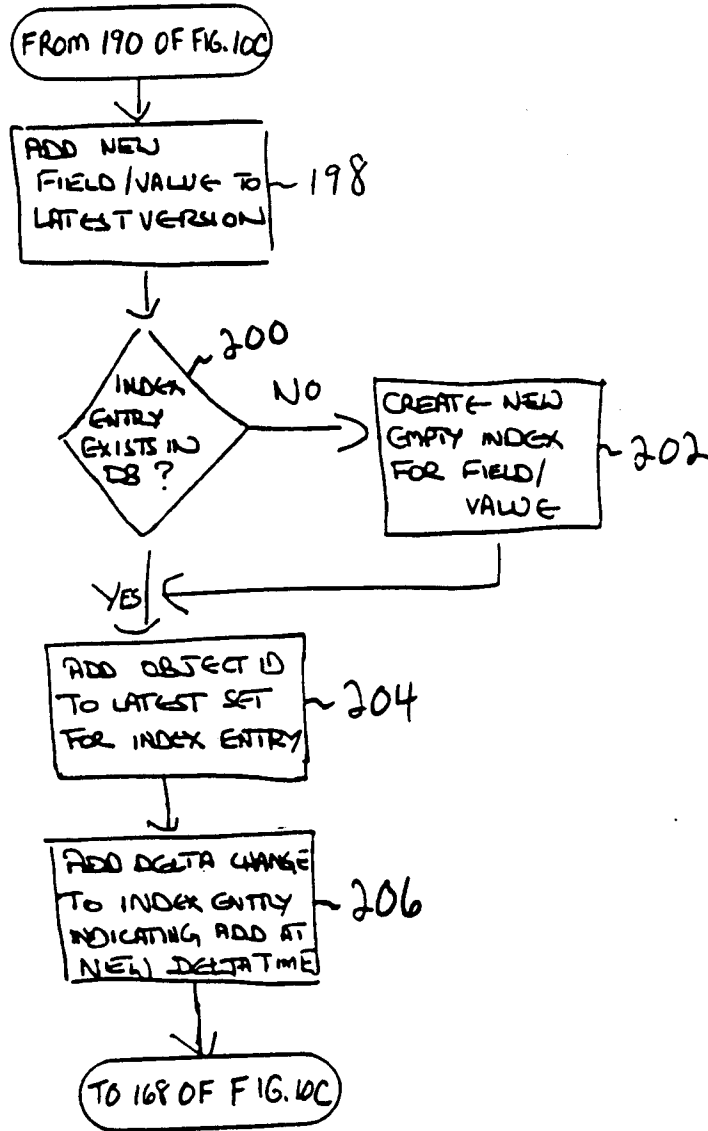 FROM 190 OF FIG. 10C
ADD NEW
FIELD/VALUE TO
LATEST VERSION
198
200
INDEX
ENTRY
EXISTS IN
DB?
NO
CREATE NEW
EMPTY INDEX
FOR FIELD/
VALUE
202
YES
ADD OBJECT ID
TO LATEST SET
FOR INDEX ENTRY
204
ADD DELTA CHANGE
TO INDEX ENTRY
INDICATING ADD AT
NEW DELTA TIME
206
TO 168 OF FIG. 10C